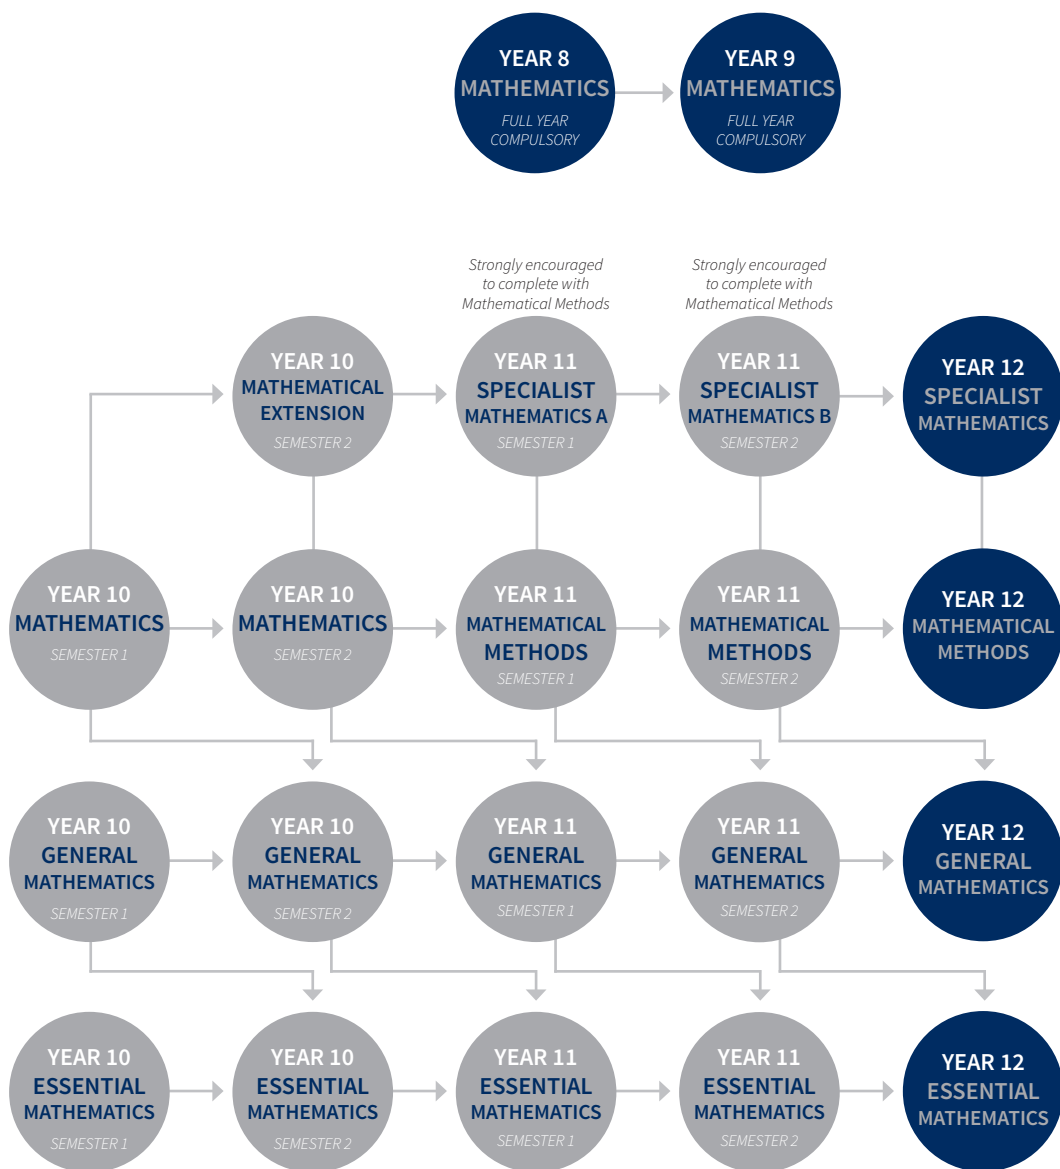 YEAR 8
MATHEMATICS
FULL YEAR
COMPULSORY
YEAR 9
MATHEMATICS
FULL YEAR
COMPULSORY
Strongly encouraged
to complete with
Mathematical Methods
Strongly encouraged
to complete with
Mathematical Methods
YEAR 10
MATHEMATICAL
EXTENSION
SEMESTER 2
YEAR 11
SPECIALIST
MATHEMATICS A
SEMESTER 1
YEAR 11
SPECIALIST
MATHEMATICS B
SEMESTER 2
YEAR 12
SPECIALIST
MATHEMATICS
YEAR 10
MATHEMATICS
SEMESTER 1
YEAR 10
MATHEMATICS
SEMESTER 2
YEAR 11
MATHEMATICAL
METHODS
SEMESTER 1
YEAR 11
MATHEMATICAL
METHODS
SEMESTER 2
YEAR 12
MATHEMATICAL
METHODS
YEAR 10
GENERAL
MATHEMATICS
SEMESTER 1
YEAR 10
GENERAL
MATHEMATICS
SEMESTER 2
YEAR 11
GENERAL
MATHEMATICS
SEMESTER 1
YEAR 11
GENERAL
MATHEMATICS
SEMESTER 2
YEAR 12
GENERAL
MATHEMATICS
YEAR 10
ESSENTIAL
MATHEMATICS
SEMESTER 1
YEAR 10
ESSENTIAL
MATHEMATICS
SEMESTER 2
YEAR 11
ESSENTIAL
MATHEMATICS
SEMESTER 1
YEAR 11
ESSENTIAL
MATHEMATICS
SEMESTER 2
YEAR 12
ESSENTIAL
MATHEMATICS